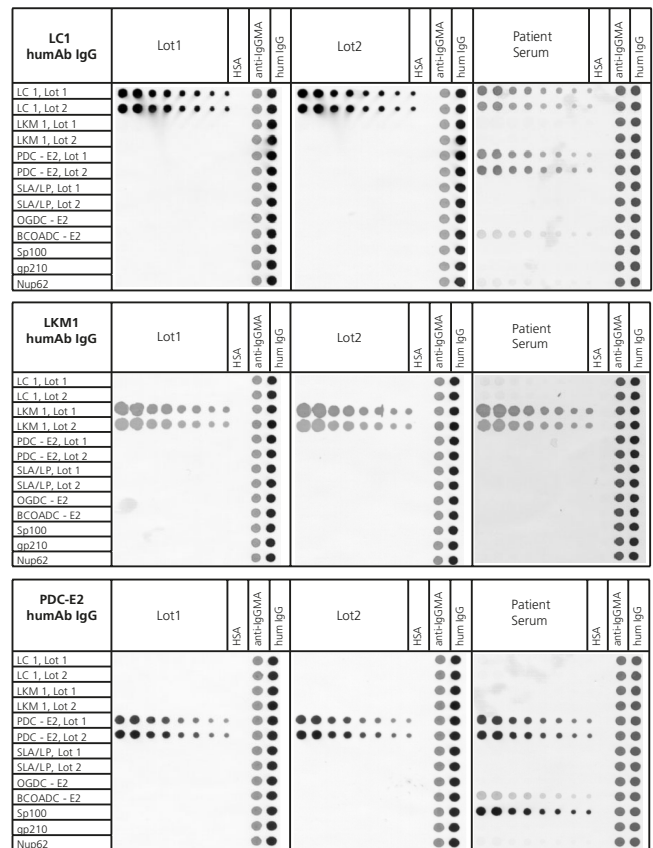 LC1
humAb IgG
Lot1
HSA
anti-IgGMA
hum IgG
Lot2
HSA
anti-IgGMA
hum IgG
Patient
Serum
HSA
anti-IgGMA
hum IgG
LC 1, Lot 1
LC 1, Lot 2
LKM 1, Lot 1
LKM 1, Lot 2
PDC - E2, Lot 1
PDC - E2, Lot 2
SLA/LP, Lot 1
SLA/LP, Lot 2
OGDC - E2
BCOADC - E2
Sp100
gp210
Nup62
LKM1
humAb IgG
Lot1
HSA
anti-IgGMA
hum IgG
Lot2
HSA
anti-IgGMA
hum IgG
Patient
Serum
HSA
anti-IgGMA
hum IgG
LC 1, Lot 1
LC 1, Lot 2
LKM 1, Lot 1
LKM 1, Lot 2
PDC - E2, Lot 1
PDC - E2, Lot 2
SLA/LP, Lot 1
SLA/LP, Lot 2
OGDC - E2
BCOADC - E2
Sp100
gp210
Nup62
PDC-E2
humAb IgG
Lot1
HSA
anti-IgGMA
hum IgG
Lot2
HSA
anti-IgGMA
hum IgG
Patient
Serum
HSA
anti-IgGMA
hum IgG
LC 1, Lot 1
LC 1, Lot 2
LKM 1, Lot 1
LKM 1, Lot 2
PDC - E2, Lot 1
PDC - E2, Lot 2
SLA/LP, Lot 1
SLA/LP, Lot 2
OGDC - E2
BCOADC - E2
Sp100
gp210
Nup62